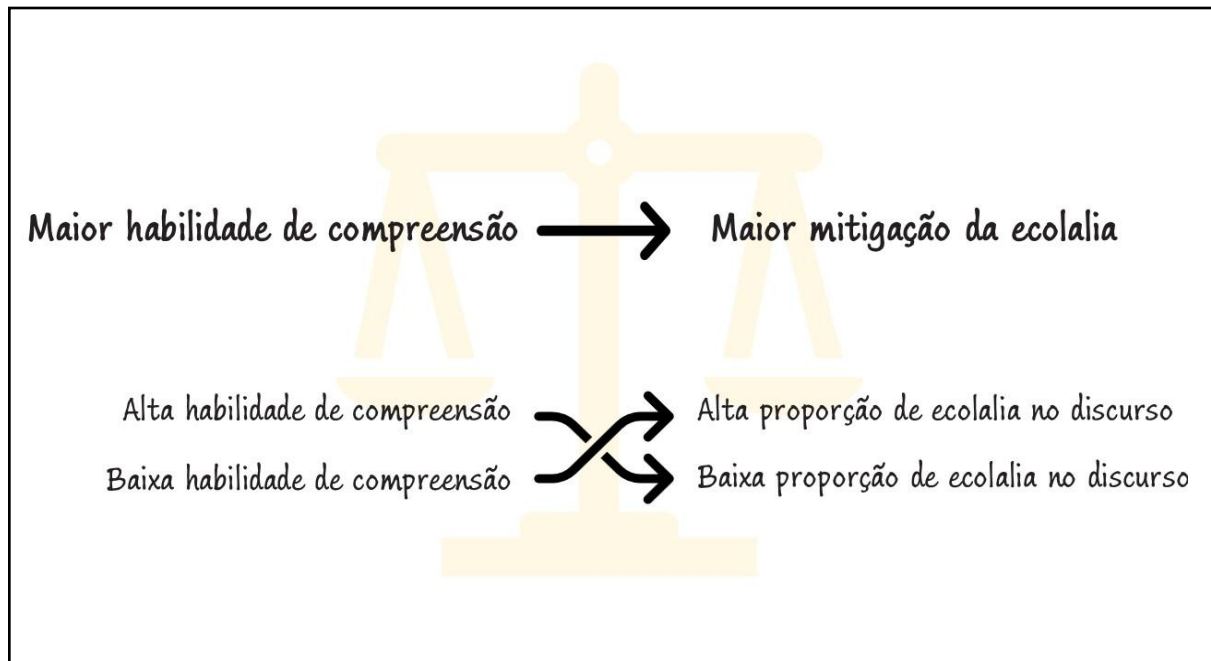 Maior habilidade de compreensão
Maior mitigação da ecolalia
Alta habilidade de compreensão
Alta proporção de ecolalia no discurso
Baixa habilidade de compreensão
Baixa proporção de ecolalia no discurso